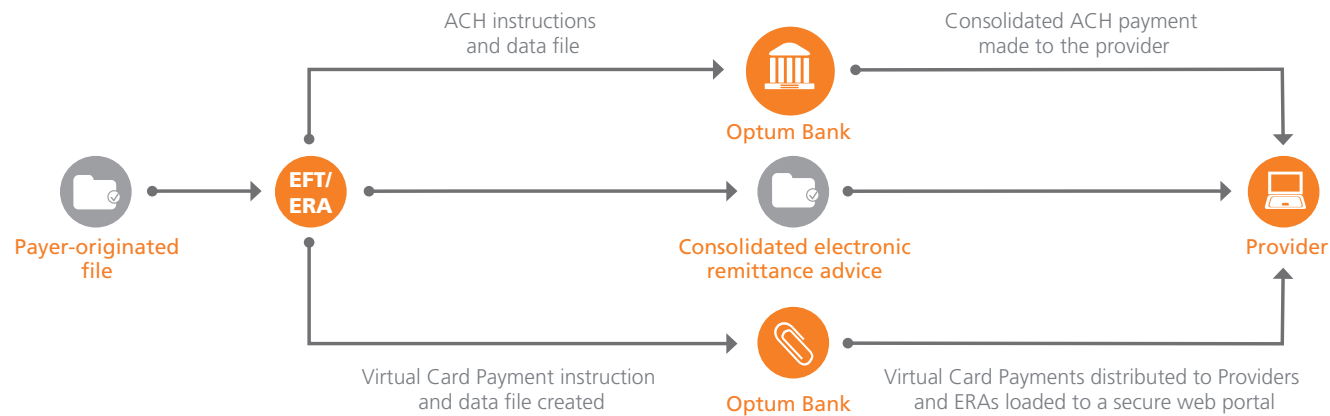 ACH instructions
and data file
Consolidated ACH payment
made to the provider
Optum Bank
EFT/
ERA
Payer-originated
file
Consolidated electronic
remittance advice
Provider
Virtual Card Payment instruction
and data file created
Optum Bank
Virtual Card Payments distributed to Providers
and ERAs loaded to a secure web portal